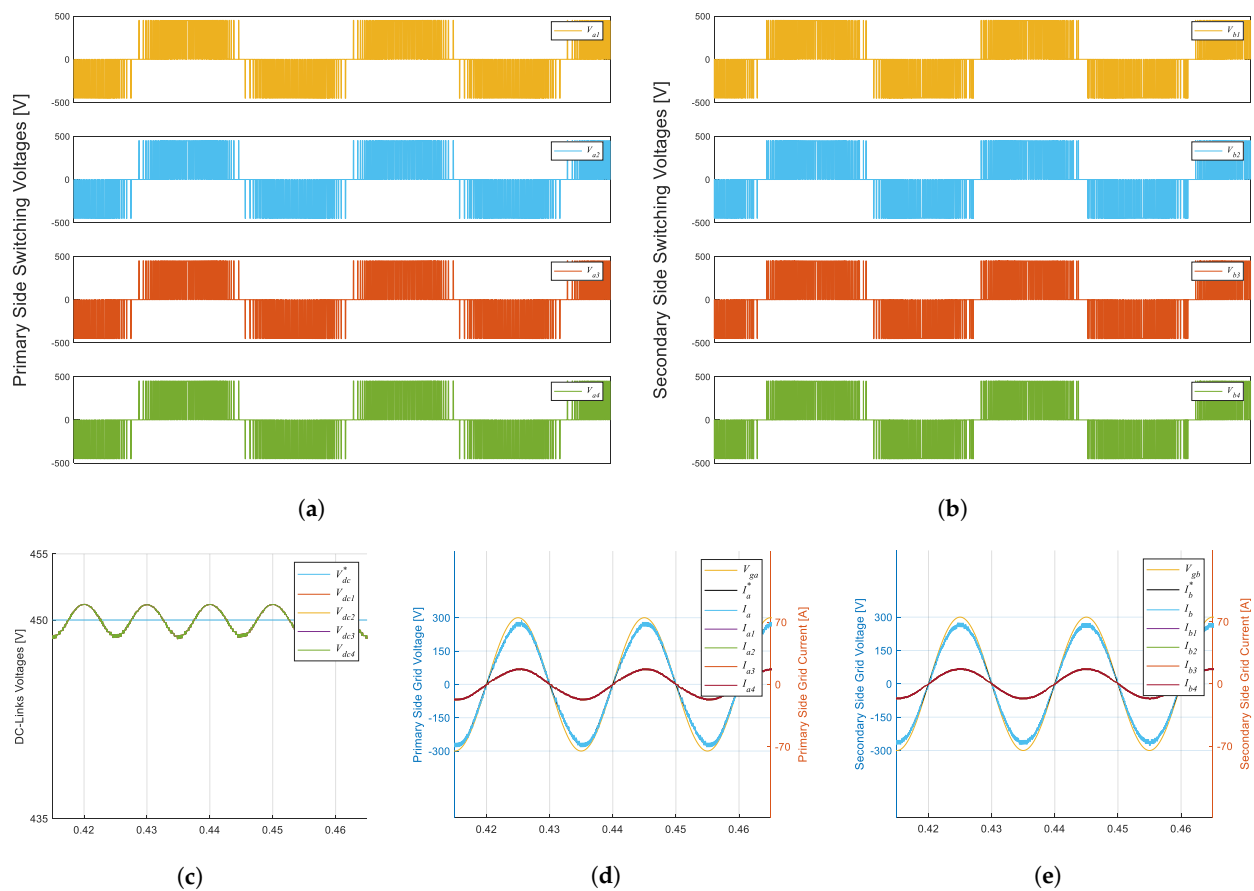 Primary Side Switching Voltages [V]
500
0
-500
V_a1
500
0
-500
V_a2
500
0
-500
V_a3
500
0
-500
V_a4
(a)
Secondary Side Switching Voltages [V]
500
0
-500
V_b1
500
0
-500
V_b2
500
0
-500
V_b3
500
0
-500
V_b4
(b)
DC-Links Voltages [V]
455
450
435
V*_dc
V_dc1
V_dc2
V_dc3
V_dc4
0.42 0.43 0.44 0.45 0.46
(c)
Primary Side Grid Voltage [V]
300
150
0
-150
-300
V_ga
I*_a
I_a
I_a1
I_a2
I_a3
I_a4
70
0
-70
Primary Side Grid Current [A]
0.42 0.43 0.44 0.45 0.46
(d)
Secondary Side Grid Voltage [V]
300
150
0
-150
-300
V_gb
I*_b
I_b
I_b1
I_b2
I_b3
I_b4
70
0
-70
Secondary Side Grid Current [A]
0.42 0.43 0.44 0.45 0.46
(e)